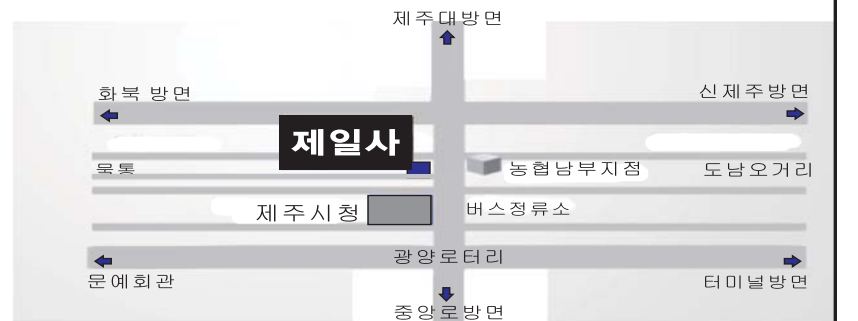 제주대방면
화북 방면
신제주방면
제일사
묵통
농협남부지점
도남오거리
제주시청
버스정류소
광양로터리
문예회관
터미널방면
중앙로방면